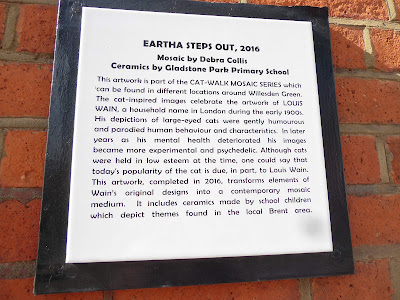 EARTHA STEPS OUT, 2016
Mosaic by Debra Collis
Ceramics by Gladstone Park Primary School
This artwork is part of the CAT-WALK MOSAIC SERIES which
can be found in different locations around Willesden Green.
The cat-inpired images celebrate the artwork of LOUIS
WAIN, a household name in London during the early 1900s.
His depictions of large-eyed cats were gently humourous
and parodied human behaviour and characteristics. In later
years as his mental health deteriorated his images
became more experimental and psychedelic. Although cats
were held in low esteem at the time, one could say that
today's popularity of the cat is due, in part, to Louis Wain.
This artwork, completed in 2016, transforms elements of
Wain's original designs into a contemporary mosaic
medium. It includes ceramics made by school children
which depict themes found in the local Brent area.